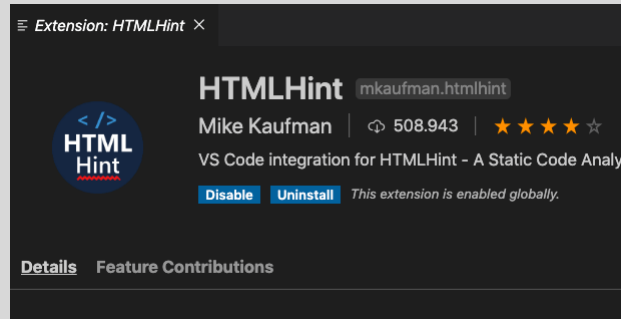 Extension: HTMLHint
</>
HTML
Hint
HTMLHint mkaufman.htmlhint
Mike Kaufman 508.943
VS Code integration for HTMLHint - A Static Code Analy
Disable Uninstall This extension is enabled globally.
Details Feature Contributions